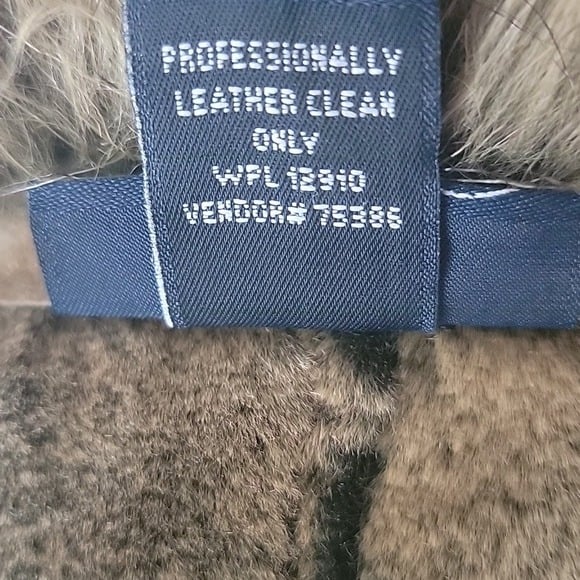 PROFESSIONALLY
LEATHER CLEAN
ONLY
WPL 12910
VENDOR# 75386